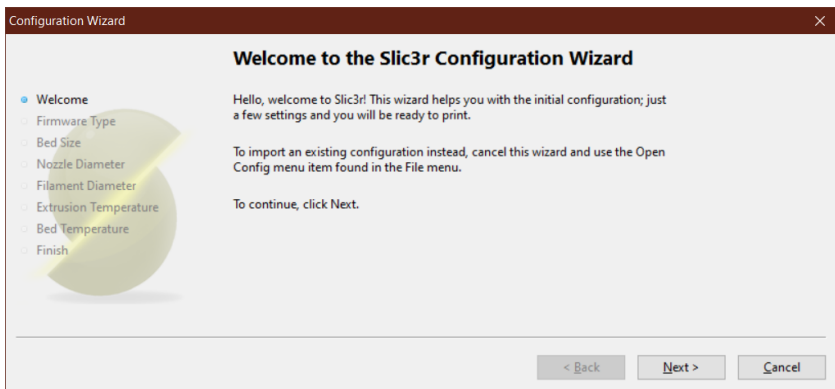 Configuration Wizard
Welcome to the Slic3r Configuration Wizard
Welcome
Firmware Type
Bed Size
Nozzle Diameter
Filament Diameter
Extrusion Temperature
Bed Temperature
Finish
Hello, welcome to Slic3r! This wizard helps you with the initial configuration; just
a few settings and you will be ready to print.
To import an existing configuration instead, cancel this wizard and use the Open
Config menu item found in the File menu.
To continue, click Next.
< Back
Next >
Cancel